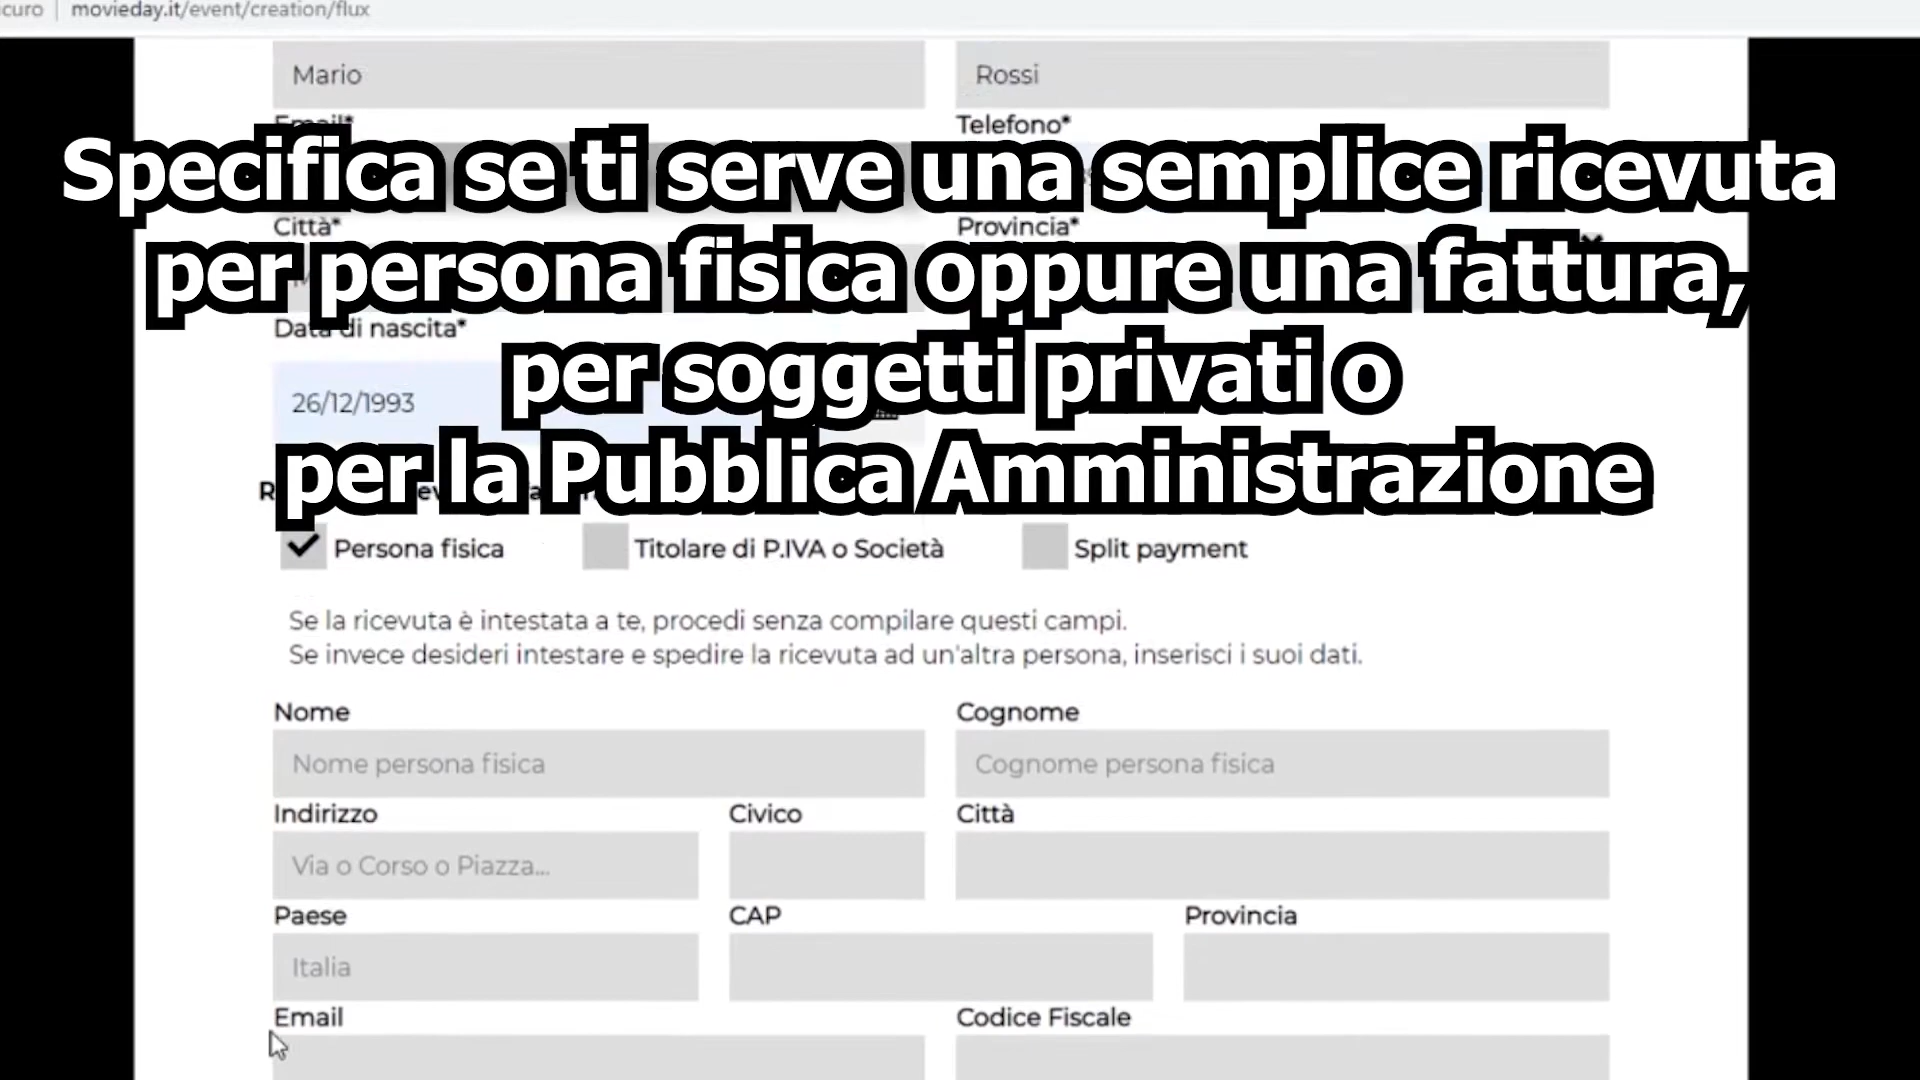 movieday.it/event/creation/flux
Mario
Rossi
Email*
Telefono*
Specifica se ti serve una semplice ricevuta
Città*
Provincia*
per persona fisica oppure una fattura,
Data di nascita*
per soggetti privati o
26/12/1993
per la Pubblica Amministrazione
Persona fisica
Titolare di P.IVA o Società
Split payment
Se la ricevuta è intestata a te, procedi senza compilare questi campi.
Se invece desideri intestare e spedire la ricevuta ad un'altra persona, inserisci i suoi dati.
Nome
Cognome
Nome persona fisica
Cognome persona fisica
Indirizzo
Civico
Città
Via o Corso o Piazza...
Paese
CAP
Provincia
Italia
Email
Codice Fiscale